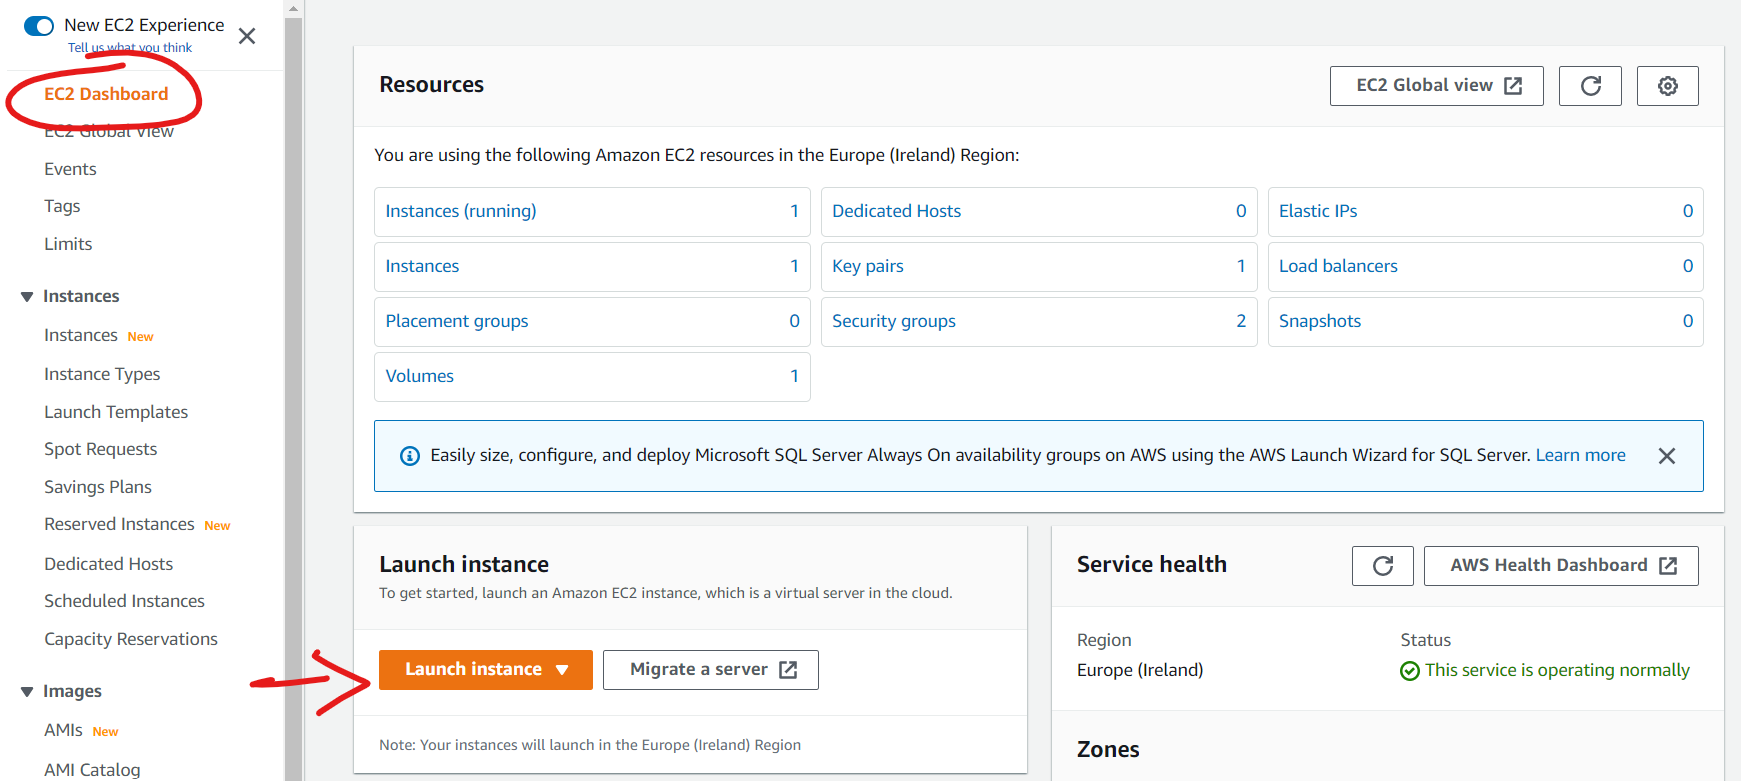 New EC2 Experience
Tell us what you think
EC2 Dashboard
EC2 Global View
Events
Tags
Limits
Instances
Instances New
Instance Types
Launch Templates
Spot Requests
Savings Plans
Reserved Instances New
Dedicated Hosts
Scheduled Instances
Capacity Reservations
Images
AMIs New
AMI Catalog
Resources
EC2 Global view
You are using the following Amazon EC2 resources in the Europe (Ireland) Region:
Instances (running) 1 Dedicated Hosts 0 Elastic IPs 0
Instances 1 Key pairs 1 Load balancers 0
Placement groups 0 Security groups 2 Snapshots 0
Volumes 1
Easily size, configure, and deploy Microsoft SQL Server Always On availability groups on AWS using the AWS Launch Wizard for SQL Server. Learn more
Launch instance
To get started, launch an Amazon EC2 instance, which is a virtual server in the cloud.
Launch instance Migrate a server
Note: Your instances will launch in the Europe (Ireland) Region
Service health
AWS Health Dashboard
Region Status
Europe (Ireland) This service is operating normally
Zones